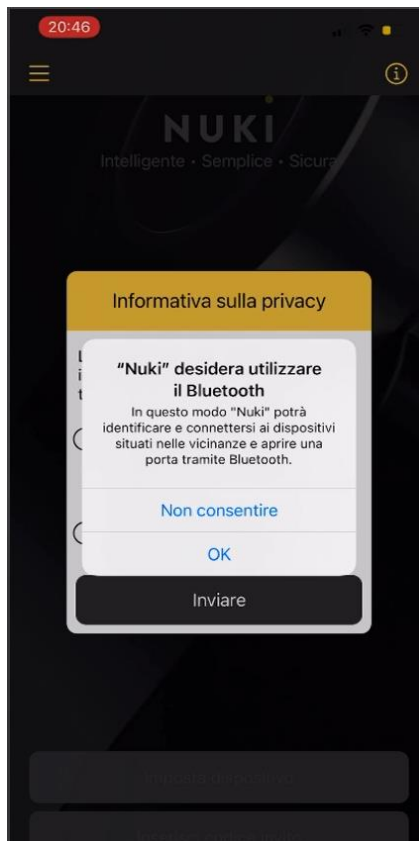 20:46
NUKI
Intelligente · Semplice · Sicura
Informativa sulla privacy
L
i
t
“Nuki” desidera utilizzare
il Bluetooth
In questo modo "Nuki" potrà
identificare e connettersi ai dispositivi
situati nelle vicinanze e aprire una
porta tramite Bluetooth.
Non consentire
OK
Inviare